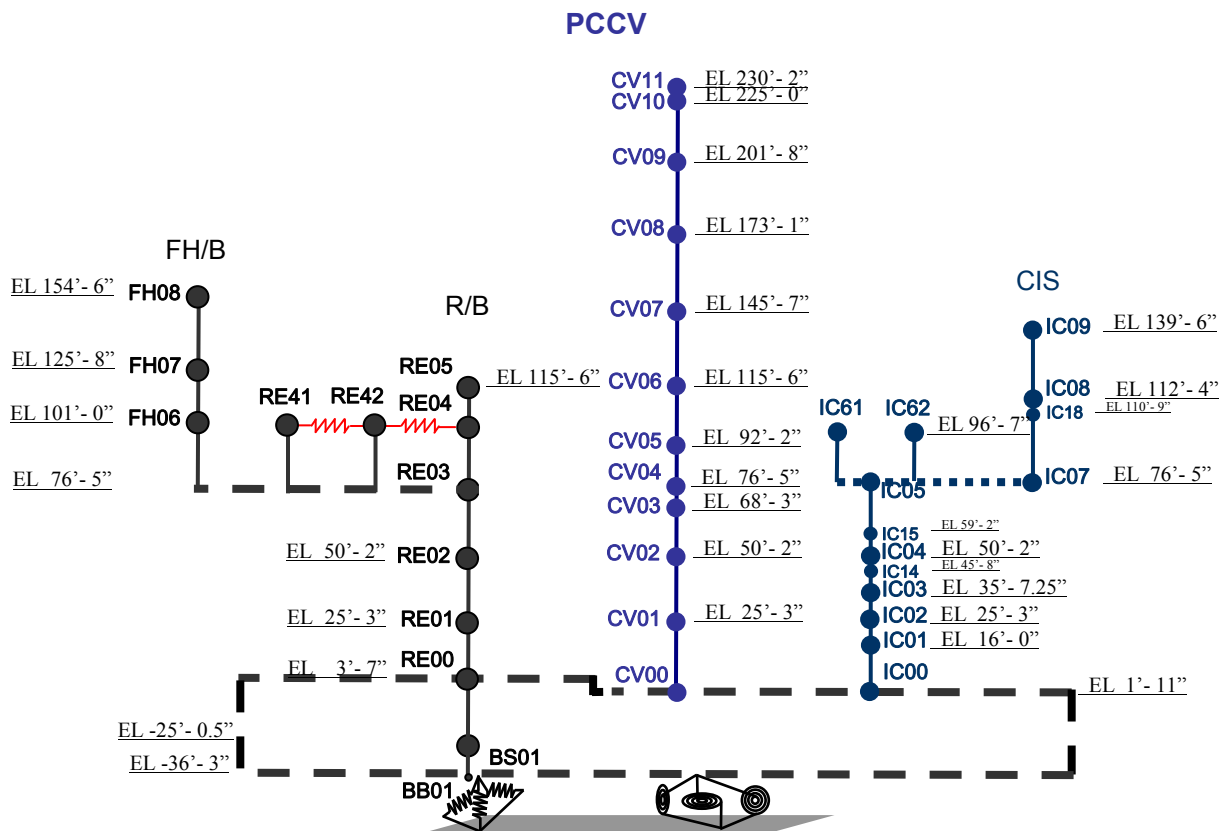 PCCV
CV11 EL 230’- 2”
CV10 EL 225’- 0”
CV09 EL 201’- 8”
CV08 EL 173’- 1”
CV07 EL 145’- 7”
CV06 EL 115’- 6”
CV05 EL 92’- 2”
CV04 EL 76’- 5”
CV03 EL 68’- 3”
CV02 EL 50’- 2”
CV01 EL 25’- 3”
CV00
FH/B
EL 154’- 6” FH08
EL 125’- 8” FH07
EL 101’- 0” FH06
EL 76’- 5”
R/B
RE05 EL 115’- 6”
RE41 RE42 RE04
RE03
EL 50’- 2” RE02
EL 25’- 3” RE01
EL 3’- 7” RE00
EL -25’- 0.5”
EL -36’- 3”
BS01
BB01
CIS
IC09 EL 139’- 6”
IC08 EL 112’- 4”
IC18 EL 110’- 9”
IC61 IC62 EL 96’- 7”
IC05 IC07 EL 76’- 5”
IC15 EL 59’- 2”
IC04 EL 50’- 2”
IC14 EL 45’- 8”
IC03 EL 35’- 7.25”
IC02 EL 25’- 3”
IC01 EL 16’- 0”
IC00 EL 1’- 11”